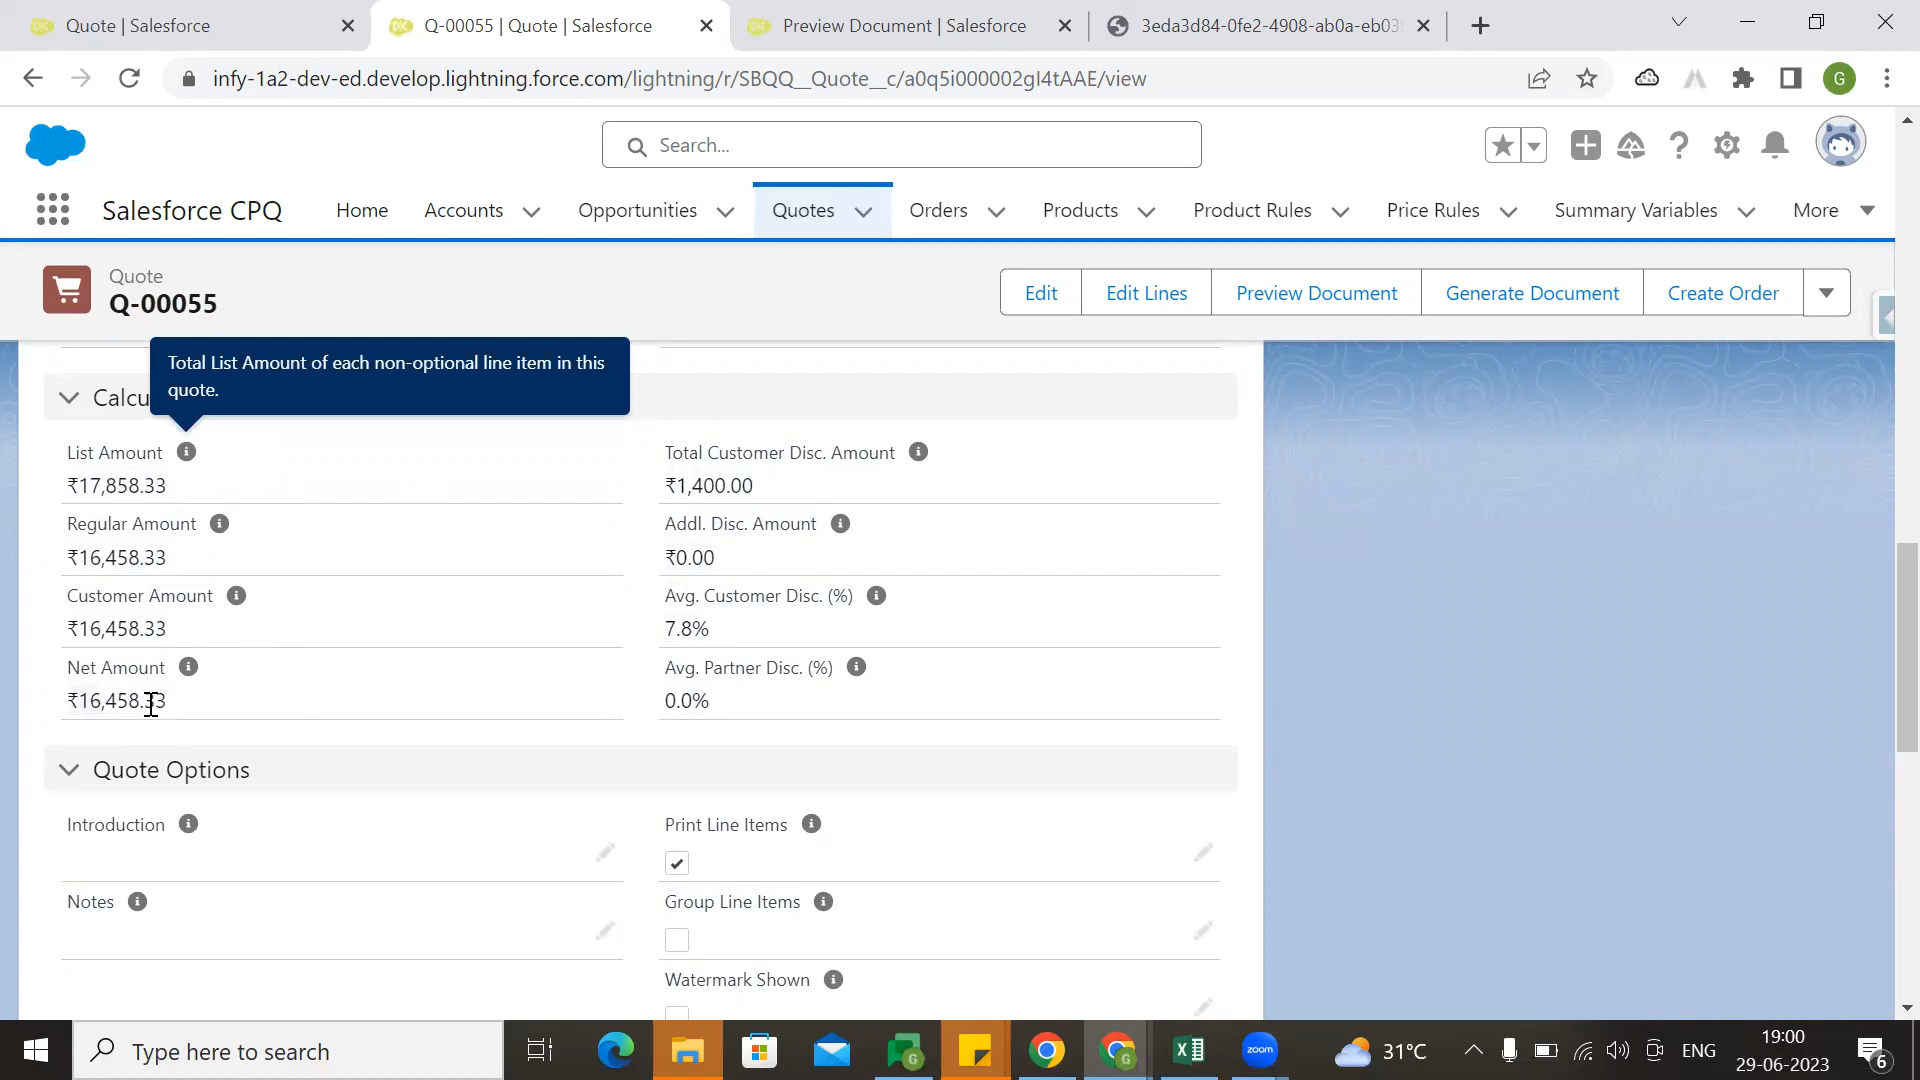 Quote | Salesforce
Q-00055 | Quote | Salesforce
Preview Document | Salesforce
3eda3d84-0fe2-4908-ab0a-eb03
infy-1a2-dev-ed.develop.lightning.force.com/lightning/r/SBQQ__Quote__c/a0q5i000002gI4tAAE/view
G
Search...
Salesforce CPQ
Home
Accounts
Opportunities
Quotes
Orders
Products
Product Rules
Price Rules
Summary Variables
More
Quote
Q-00055
Edit
Edit Lines
Preview Document
Generate Document
Create Order
Total List Amount of each non-optional line item in this
quote.
Calcu
List Amount
₹17,858.33
Total Customer Disc. Amount
₹1,400.00
Regular Amount
₹16,458.33
Addl. Disc. Amount
₹0.00
Customer Amount
₹16,458.33
Avg. Customer Disc. (%)
7.8%
Net Amount
₹16,458.33
Avg. Partner Disc. (%)
0.0%
Quote Options
Introduction
Print Line Items
Notes
Group Line Items
Watermark Shown
Type here to search
zoom
31°C
ENG
19:00
29-06-2023
6